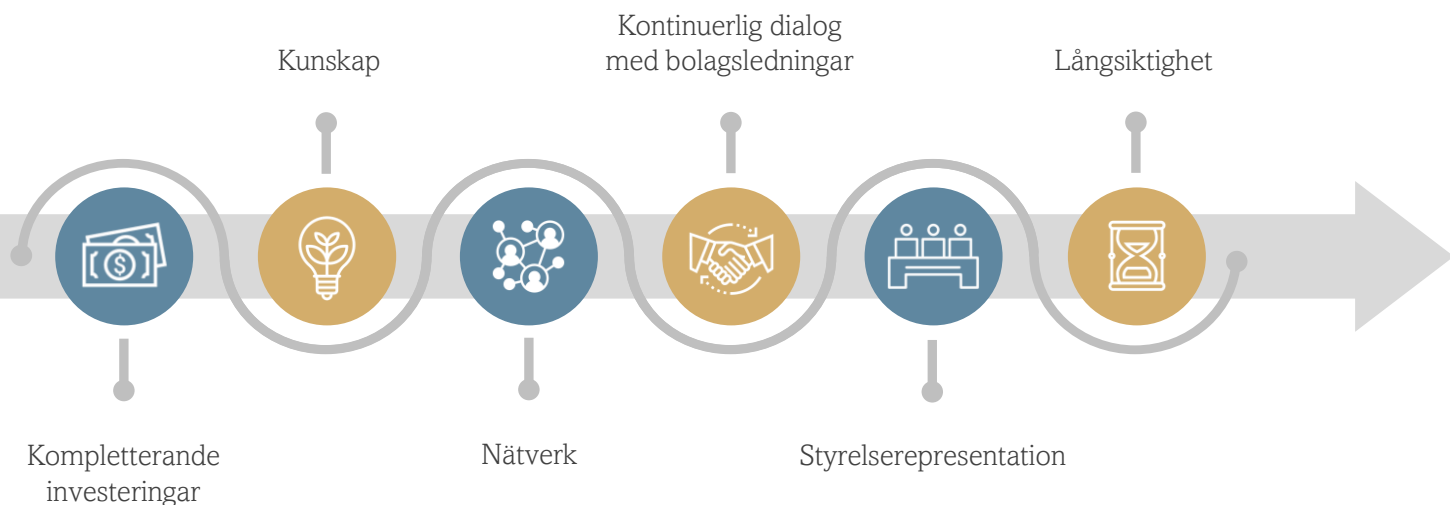 Kontinuerlig dialog
med bolagsledningar
Kunskap
Långsiktighet
$
Kompletterande
investeringar
Nätverk
Styrelserepresentation